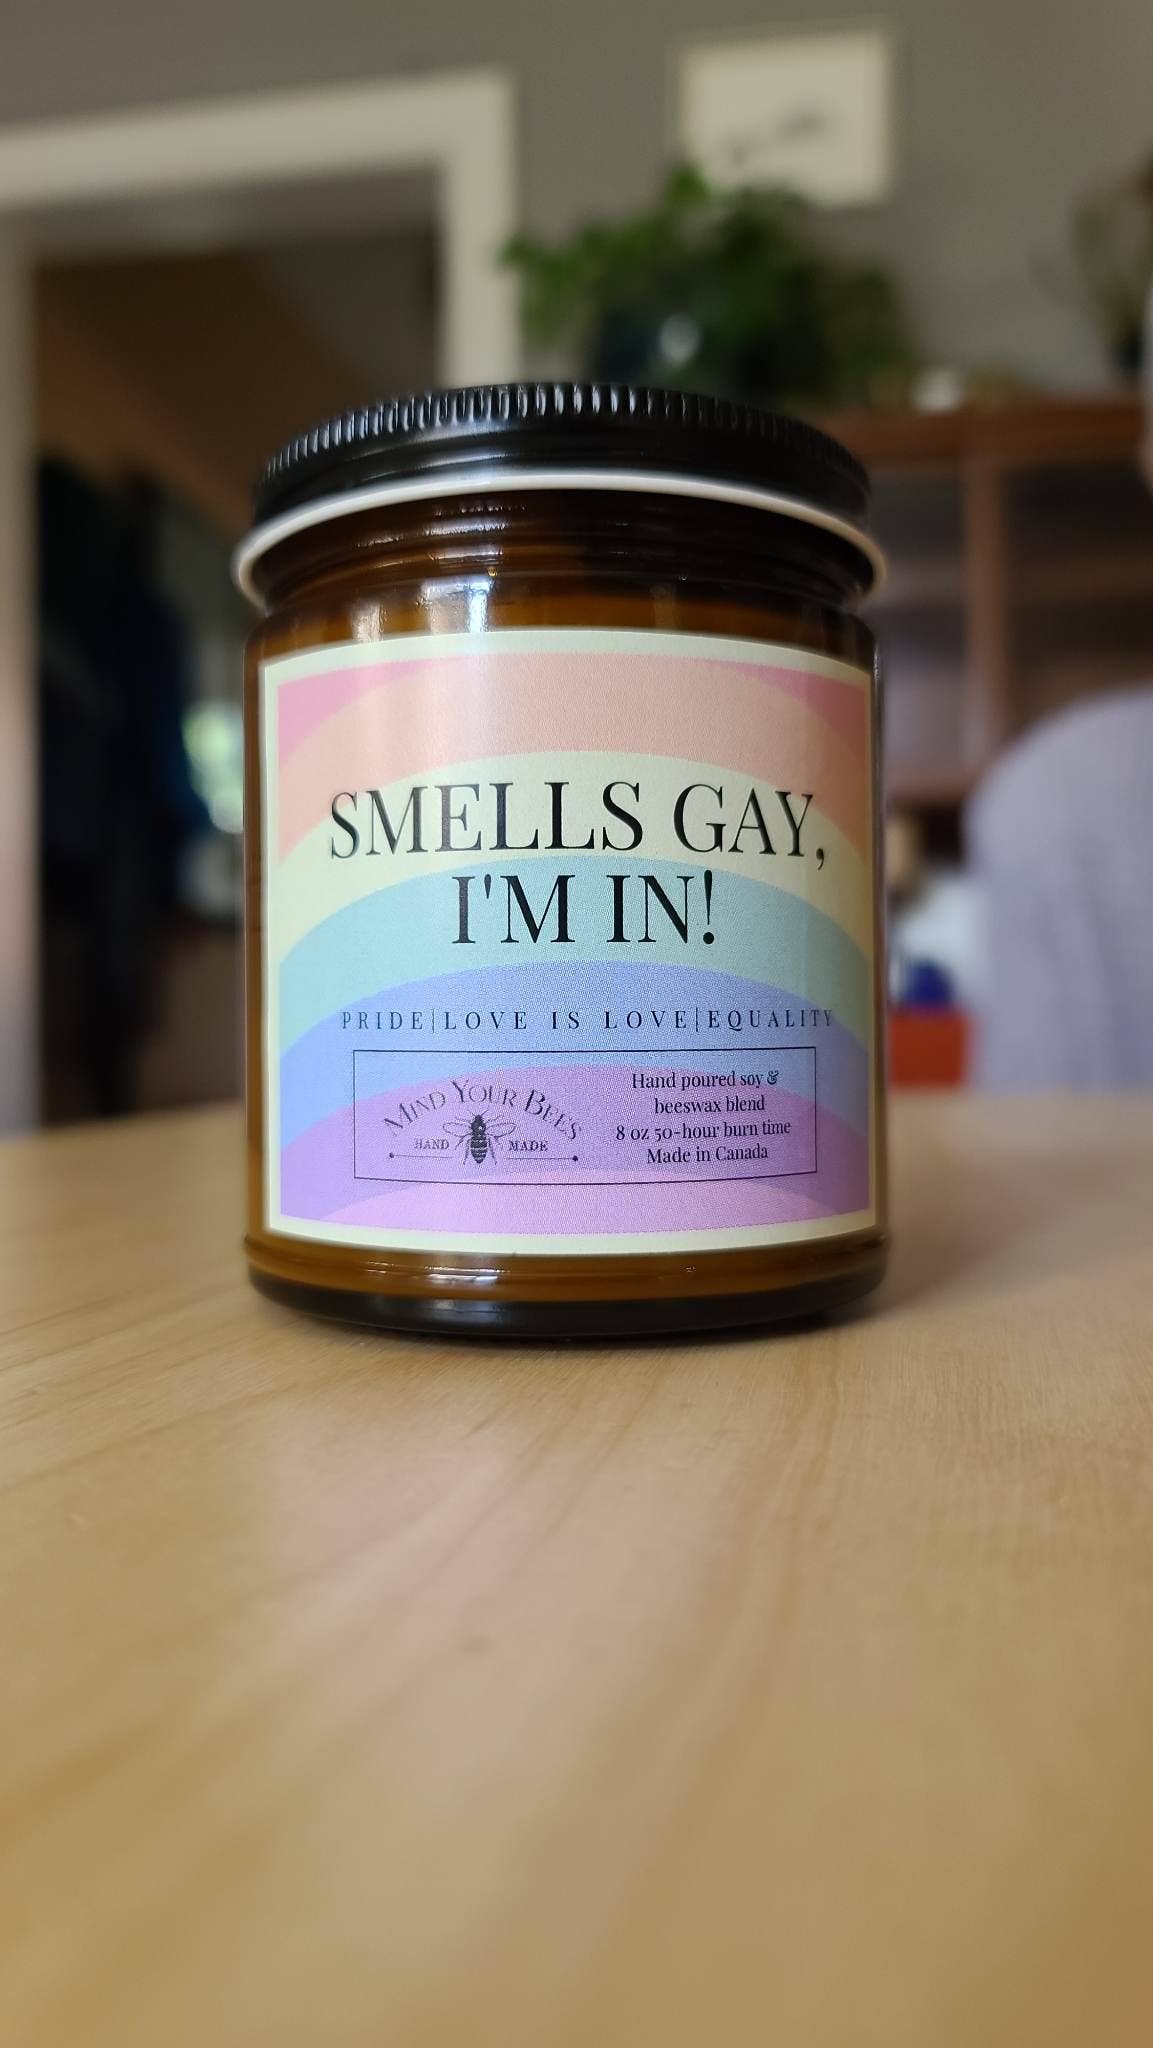 SMELLS GAY,
I'M IN!
PRIDE|LOVE IS LOVE|EQUALITY
MIND YOUR BEES
HAND MADE
Hand poured soy &
beeswax blend
8 oz 50-hour burn time
Made in Canada